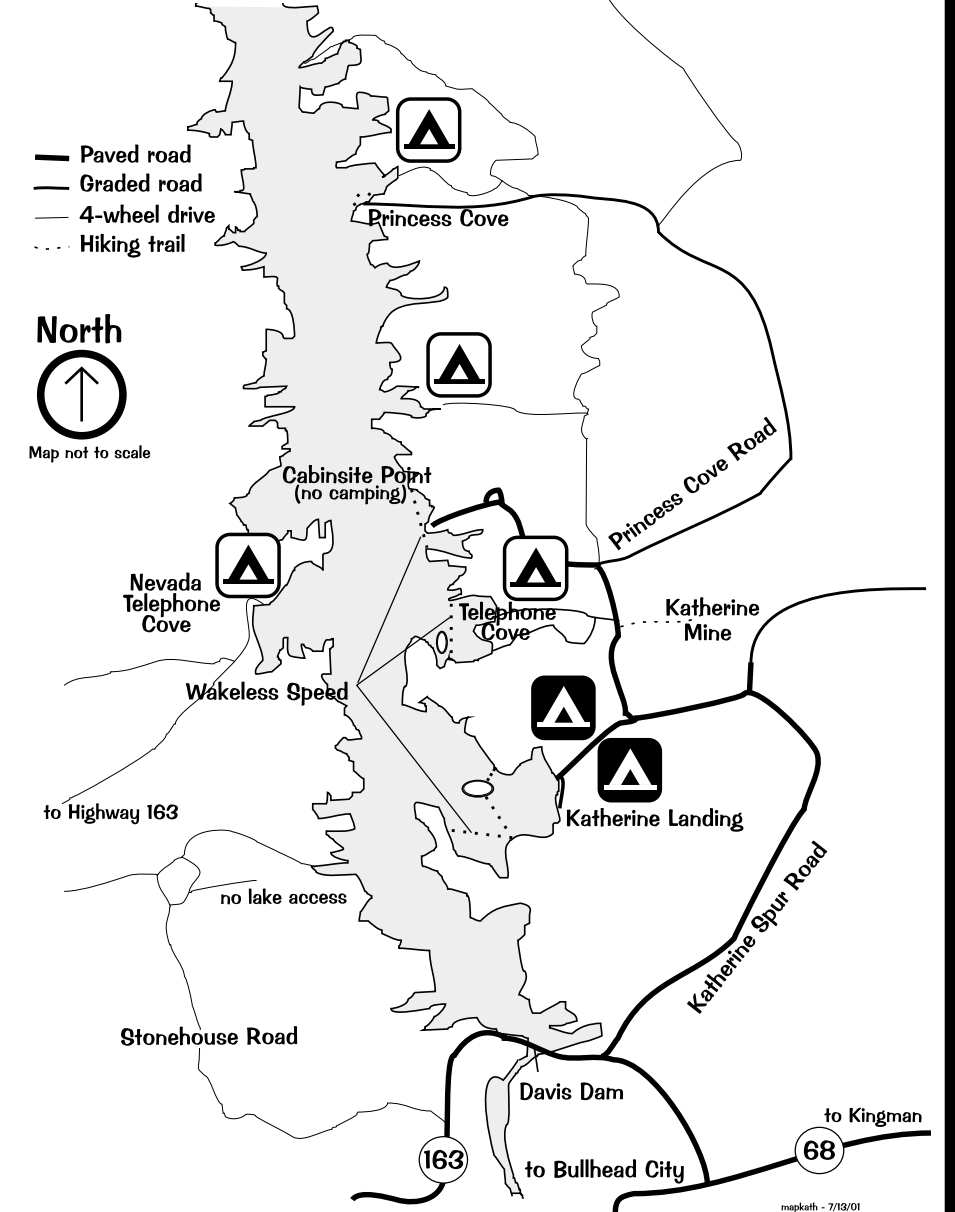 Paved road
Graded road
4-wheel drive
Hiking trail
Princess Cove
North
Map not to scale
Princess Cove Road
Cabinsite Point
(no camping)
Nevada
Telephone
Cove
Telephone
Cove
Katherine
Mine
Wakeless Speed
to Highway 163
Katherine Landing
no lake access
Katherine Spur Road
Stonehouse Road
Davis Dam
to Kingman
68
163
to Bullhead City
mapkath - 7/13/01